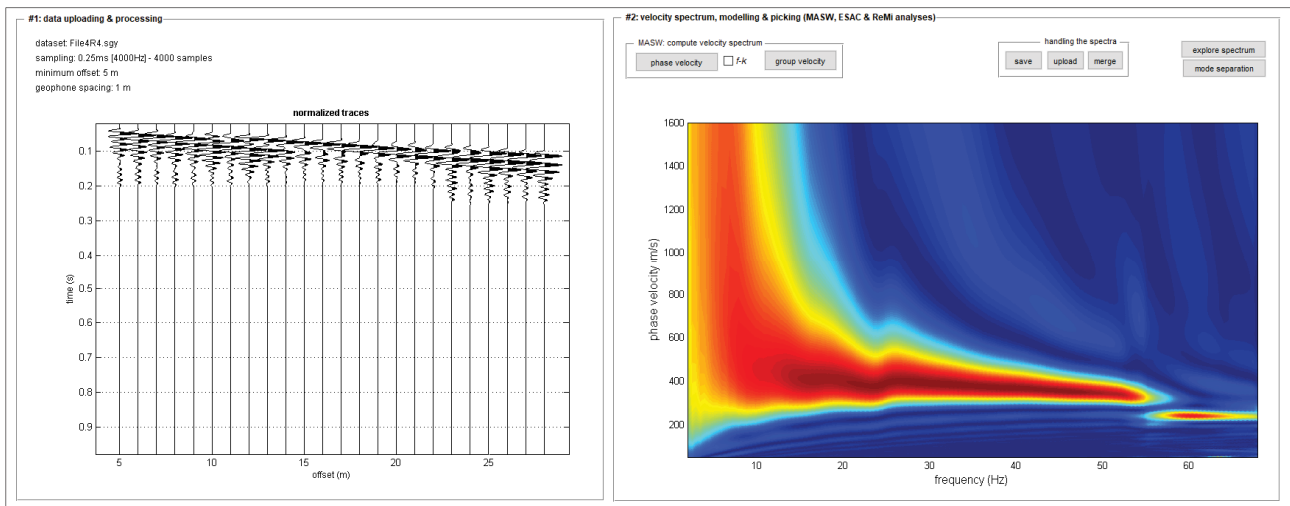 #1: data uploading & processing
dataset: File4R4.sgy
sampling: 0.25ms [4000Hz] - 4000 samples
minimum offset: 5 m
geophone spacing: 1 m
normalized traces
time (s)
0.1
0.2
0.3
0.4
0.5
0.6
0.7
0.8
0.9
5 10 15 20 25
offset (m)
#2: velocity spectrum, modelling & picking (MASW, ESAC & ReMi analyses)
MASW: compute velocity spectrum
phase velocity f-k group velocity
handling the spectra
save upload merge
explore spectrum
mode separation
phase velocity (m/s)
1600
1400
1200
1000
800
600
400
200
10 20 30 40 50 60
frequency (Hz)